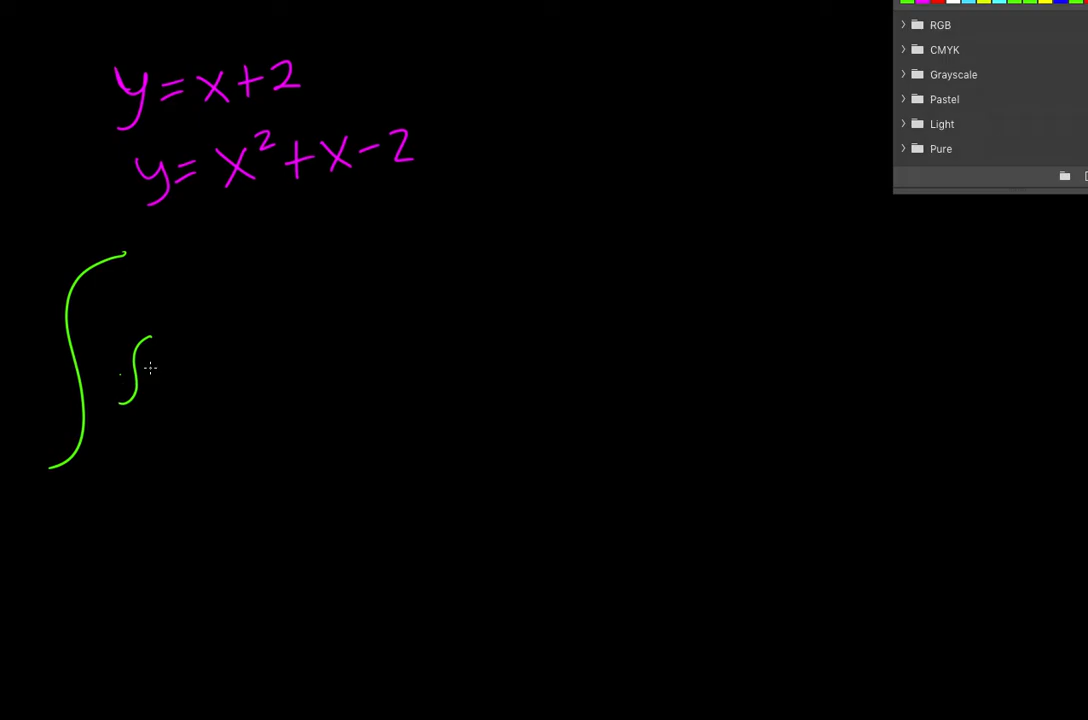 y=x+2
y=x²+x-2
∫
∫
RGB
CMYK
Grayscale
Pastel
Light
Pure